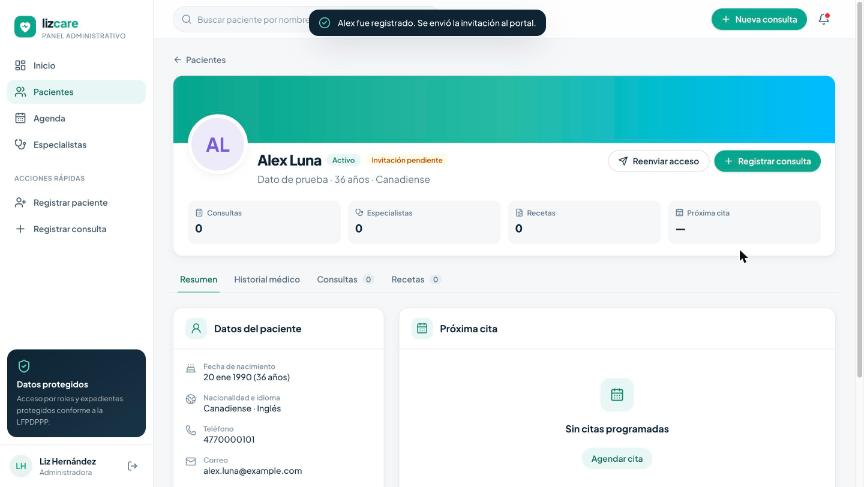 lizcare
PANEL ADMINISTRATIVO
Inicio
Pacientes
Agenda
Especialistas
ACCIONES RÁPIDAS
Registrar paciente
Registrar consulta
Datos protegidos
Acceso por roles y expedientes
protegidos conforme a la
LFPDPPP.
LH
Liz Hernández
Administradora
Buscar paciente por nombre
Alex fue registrado. Se envió la invitación al portal.
Nueva consulta
Pacientes
AL
Alex Luna
Activo
Invitación pendiente
Dato de prueba · 36 años · Canadiense
Reenviar acceso
Registrar consulta
Consultas
0
Especialistas
0
Recetas
0
Próxima cita
—
Resumen
Historial médico
Consultas 0
Recetas 0
Datos del paciente
Fecha de nacimiento
20 ene 1990 (36 años)
Nacionalidad e idioma
Canadiense · Inglés
Teléfono
4770000101
Correo
alex.luna@example.com
Próxima cita
Sin citas programadas
Agendar cita